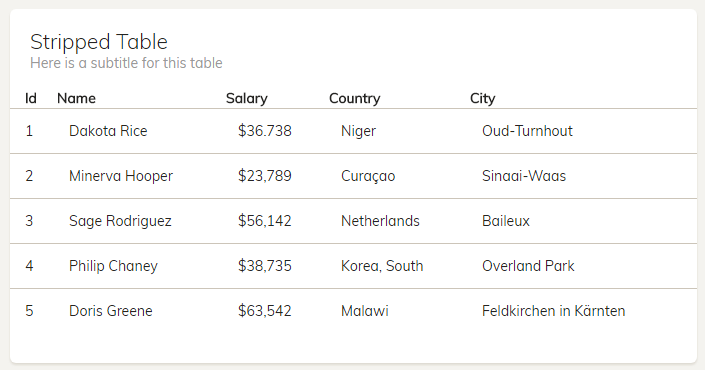 Stripped Table
Here is a subtitle for this table
Id Name Salary Country City
1 Dakota Rice $36.738 Niger Oud-Turnhout
2 Minerva Hooper $23,789 Curaçao Sinaai-Waas
3 Sage Rodriguez $56,142 Netherlands Baileux
4 Philip Chaney $38,735 Korea, South Overland Park
5 Doris Greene $63,542 Malawi Feldkirchen in Kärnten